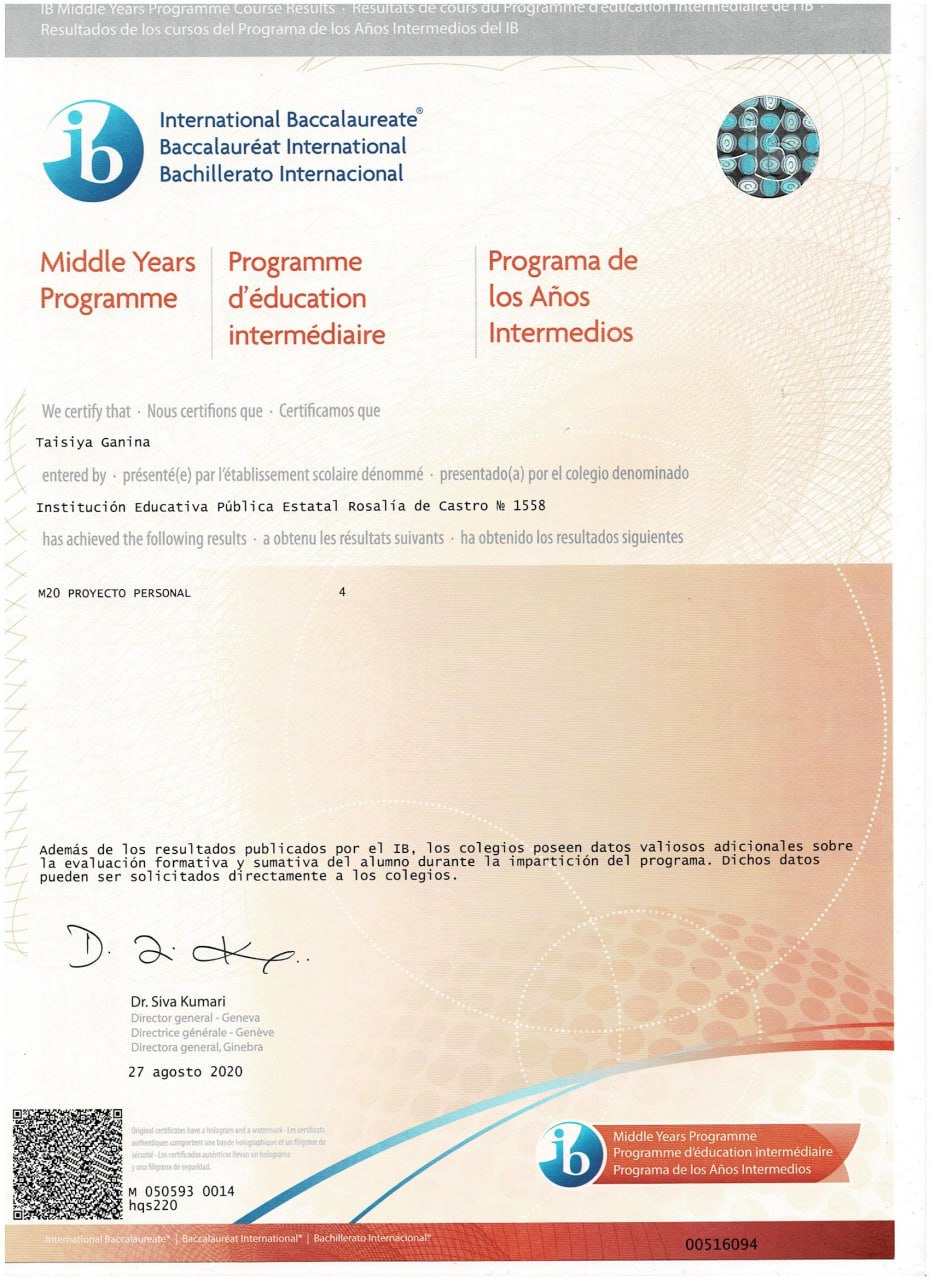 IB Middle Years Programme Course Results · Résultats de cours du Programme d'éducation intermédiaire de l'IB ·
Resultados de los cursos del Programa de los Años Intermedios del IB
ib
International Baccalaureate®
Baccalauréat International
Bachillerato Internacional
Middle Years
Programme
Programme
d'éducation
intermédiaire
Programa de
los Años
Intermedios
We certify that · Nous certifions que · Certificamos que
Taisiya Ganina
entered by · présenté(e) par l'établissement scolaire dénommé · presentado(a) por el colegio denominado
Institución Educativa Pública Estatal Rosalía de Castro № 1558
has achieved the following results · a obtenu les résultats suivants · ha obtenido los resultados siguientes
M20 PROYECTO PERSONAL 4
Además de los resultados publicados por el IB, los colegios poseen datos valiosos adicionales sobre
la evaluación formativa y sumativa del alumno durante la impartición del programa. Dichos datos
pueden ser solicitados directamente a los colegios.
Dr. Siva Kumari
Director general - Geneva
Directrice générale - Genève
Directora general, Ginebra
27 agosto 2020
Original certificates have a hologram and a watermark - Les certificats
authentiques comportent une bande holographique et un filigrane de
sécurité - Los certificados auténticos llevan un holograma
y una filigrana de seguridad.
M 050593 0014
hqs220
ib
Middle Years Programme
Programme d'éducation intermédiaire
Programa de los Años Intermedios
International Baccalaureate® | Baccalauréat International® | Bachillerato Internacional®
00516094